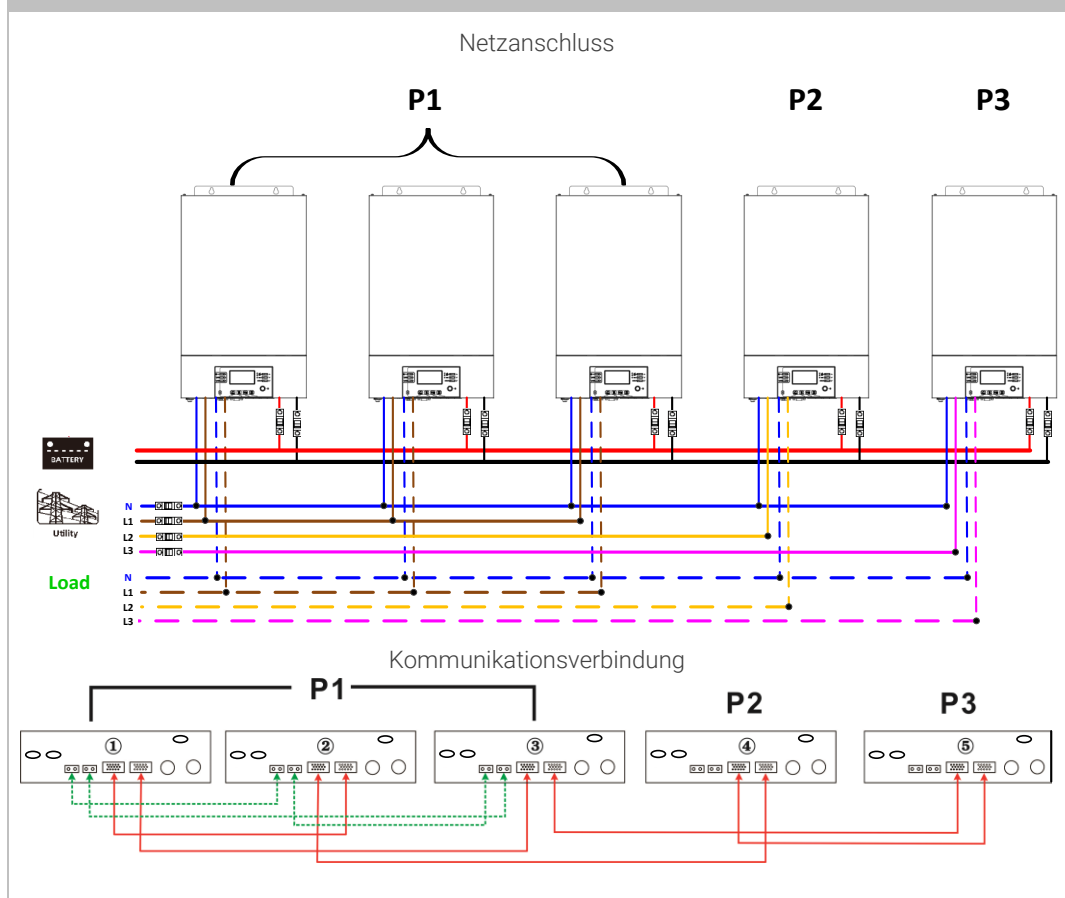 Netzanschluss
P1
P2
P3
BATTERY
Utility
N
L1
L2
L3
Load
N
L1
L2
L3
Kommunikationsverbindung
P1
P2
P3
①
②
③
④
⑤